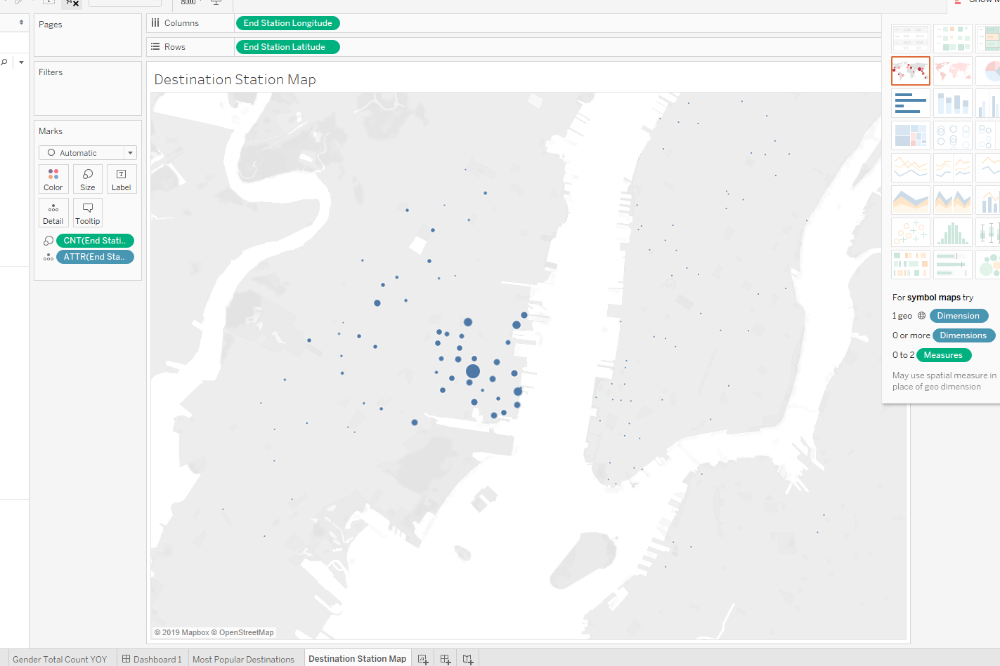 Pages
Columns
End Station Longitude
Rows
End Station Latitude
Filters
Marks
Automatic
Color
Size
Label
Detail
Tooltip
CNT(End Stati..
ATTR(End Sta..
Destination Station Map
© 2019 Mapbox © OpenStreetMap
For symbol maps try
1 geo Dimension
0 or more Dimensions
0 to 2 Measures
May use spatial measure in
place of geo dimension
Gender Total Count YOY
Dashboard 1
Most Popular Destinations
Destination Station Map